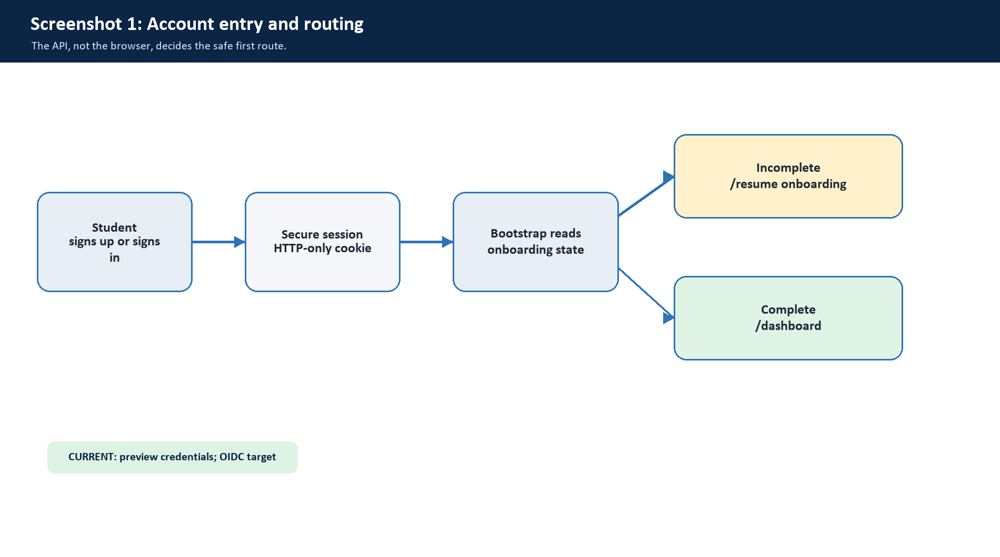 Screenshot 1: Account entry and routing
The API, not the browser, decides the safe first route.
Student
signs up or signs
in
Secure session
HTTP-only cookie
Bootstrap reads
onboarding state
Incomplete
/resume onboarding
Complete
/dashboard
CURRENT: preview credentials; OIDC target